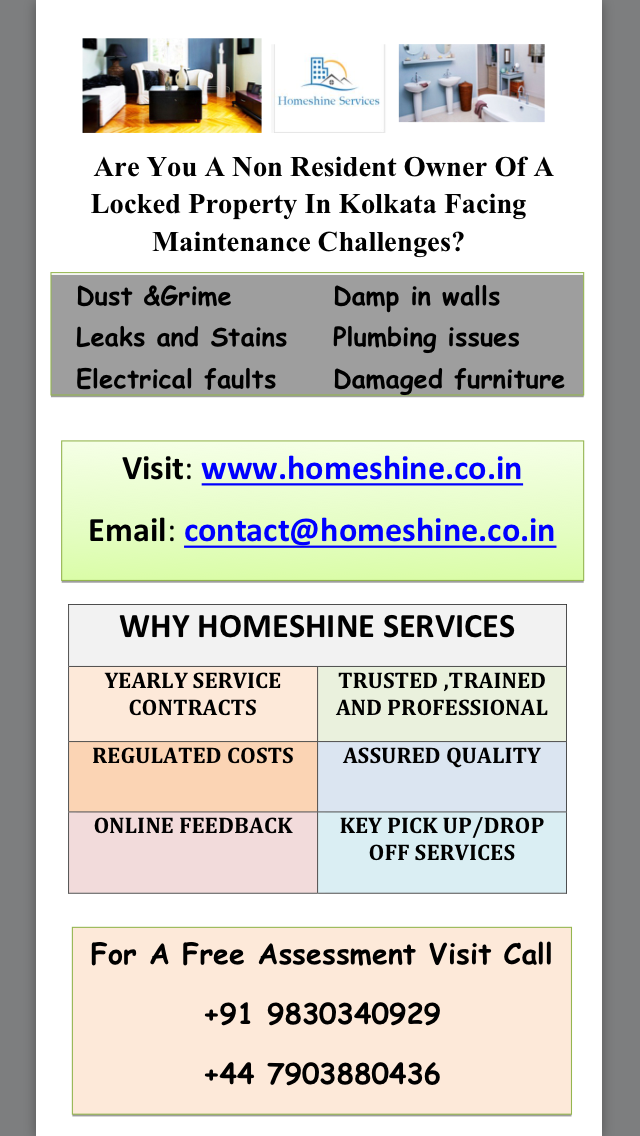 Homeshine Services
Are You A Non Resident Owner Of A
Locked Property In Kolkata Facing
Maintenance Challenges?
Dust &Grime Damp in walls
Leaks and Stains Plumbing issues
Electrical faults Damaged furniture
Visit: www.homeshine.co.in
Email: contact@homeshine.co.in
WHY HOMESHINE SERVICES
YEARLY SERVICE
CONTRACTS
TRUSTED ,TRAINED
AND PROFESSIONAL
REGULATED COSTS
ASSURED QUALITY
ONLINE FEEDBACK
KEY PICK UP/DROP
OFF SERVICES
For A Free Assessment Visit Call
+91 9830340929
+44 7903880436